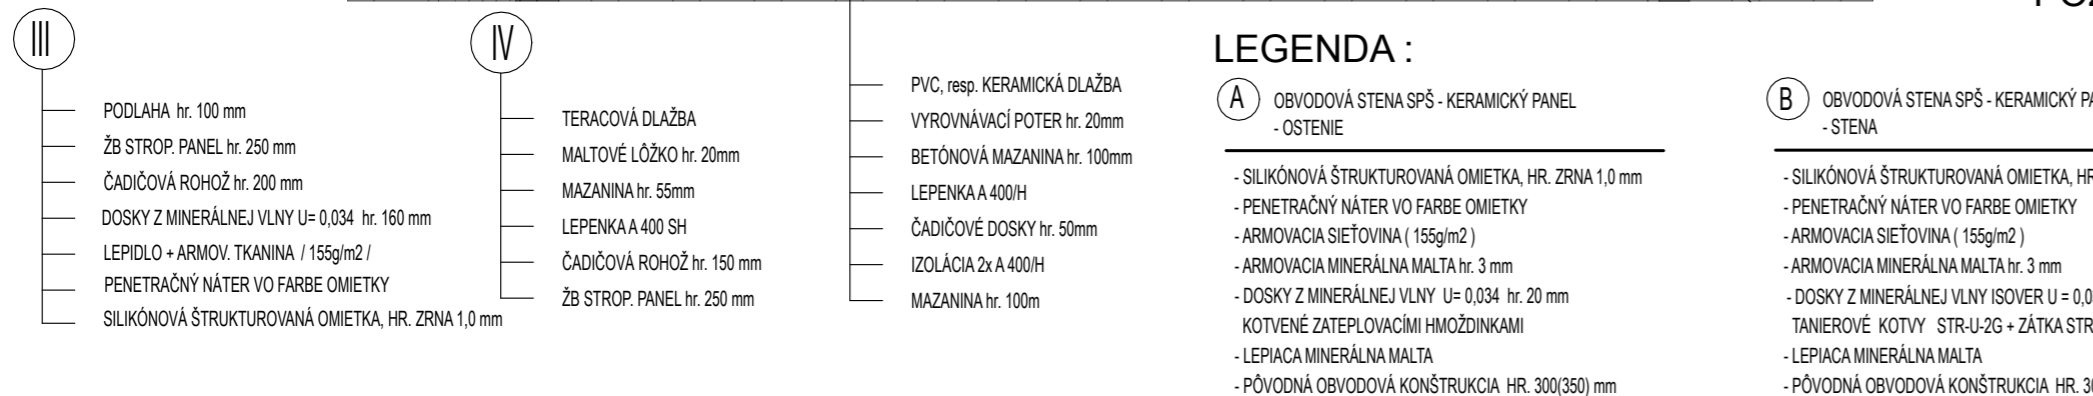 III
PODLAHA hr. 100 mm
ŽB STROP. PANEL hr. 250 mm
ČADIČOVÁ ROHOŽ hr. 200 mm
DOSKY Z MINERÁLNEJ VLNY U= 0,034 hr. 160 mm
LEPIDLO + ARMOV. TKANINA / 155g/m2 /
PENETRAČNÝ NÁTER VO FARBE OMIETKY
SILIKÓNOVÁ ŠTRUKTUROVANÁ OMIETKA, HR. ZRNA 1,0 mm
IV
TERACOVÁ DLAŽBA
MALTOVÉ LÔŽKO hr. 20mm
MAZANINA hr. 55mm
LEPENKA A 400 SH
ČADIČOVÁ ROHOŽ hr. 150 mm
ŽB STROP. PANEL hr. 250 mm
PVC, resp. KERAMICKÁ DLAŽBA
VYROVNÁVACÍ POTER hr. 20mm
BETÓNOVÁ MAZANINA hr. 100mm
LEPENKA A 400/H
ČADIČOVÉ DOSKY hr. 50mm
IZOLÁCIA 2x A 400/H
MAZANINA hr. 100m
LEGENDA :
A OBVODOVÁ STENA SPŠ - KERAMICKÝ PANEL
- OSTENIE
- SILIKÓNOVÁ ŠTRUKTUROVANÁ OMIETKA, HR. ZRNA 1,0 mm
- PENETRAČNÝ NÁTER VO FARBE OMIETKY
- ARMOVACIA SIEŤOVINA ( 155g/m2 )
- ARMOVACIA MINERÁLNA MALTA hr. 3 mm
- DOSKY Z MINERÁLNEJ VLNY U= 0,034 hr. 20 mm
KOTVENÉ ZATEPLOVACÍMI HMOŽDINKAMI
- LEPIACA MINERÁLNA MALTA
- PÔVODNÁ OBVODOVÁ KONŠTRUKCIA HR. 300(350) mm
B OBVODOVÁ STENA SPŠ - KERAMICKÝ
- STENA
- SILIKÓNOVÁ ŠTRUKTUROVANÁ OMIETKA,
- PENETRAČNÝ NÁTER VO FARBE OMIETKY
- ARMOVACIA SIEŤOVINA ( 155g/m2 )
- ARMOVACIA MINERÁLNA MALTA hr. 3 mm
- DOSKY Z MINERÁLNEJ VLNY ISOVER U =
TANIEROVÉ KOTVY STR-U-2G + ZÁTKA
- LEPIACA MINERÁLNA MALTA
- PÔVODNÁ OBVODOVÁ KONŠTRUKCIA HR.